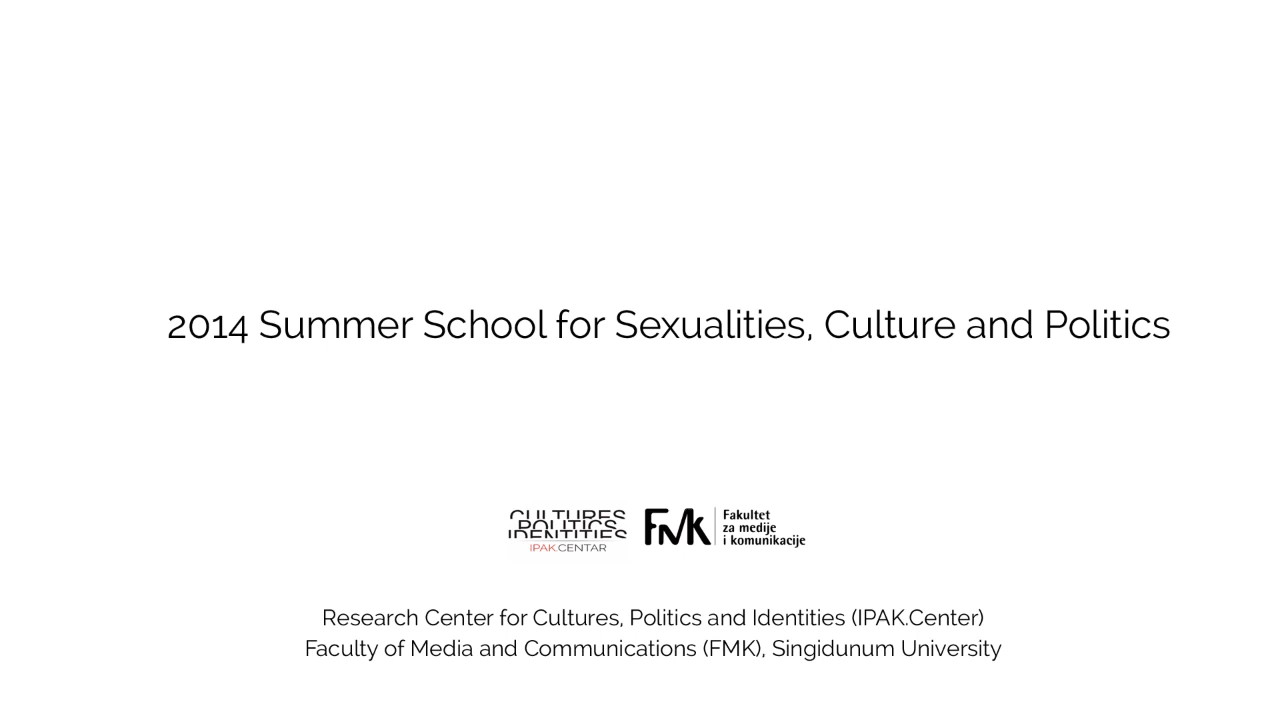 2014 Summer School for Sexualities, Culture and Politics
CULTURES
POLITICS
IDENTITIES
IPAK.CENTAR
FMK
Fakultet
za medije
i komunikacije
Research Center for Cultures, Politics and Identities (IPAK.Center)
Faculty of Media and Communications (FMK), Singidunum University